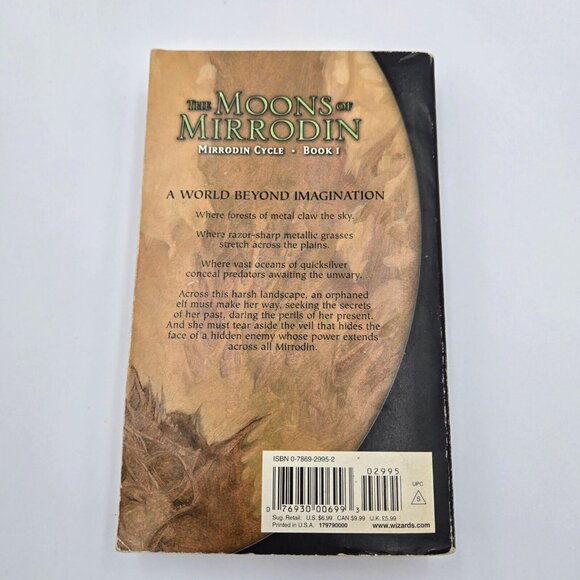 THE MOONS OF
MIRRODIN
MIRRODIN CYCLE • BOOK I
A WORLD BEYOND IMAGINATION
Where forests of metal claw the sky.
Where razor-sharp metallic grasses
stretch across the plains.
Where vast oceans of quicksilver
conceal predators awaiting the unwary. . .
Across this harsh landscape, an orphaned
elf must make her way, seeking the secrets
of her past, daring the perils of her present.
And she must tear aside the veil that hides the
face of a hidden enemy whose power extends
across all Mirrodin.
ISBN 0-7869-2995-2
02995
0 76930 00699 3
UPC
S
Sug. Retail: U.S. $6.99 CAN $9.99 U.K. £5.99
Printed in U.S.A. 179790000 www.wizards.com